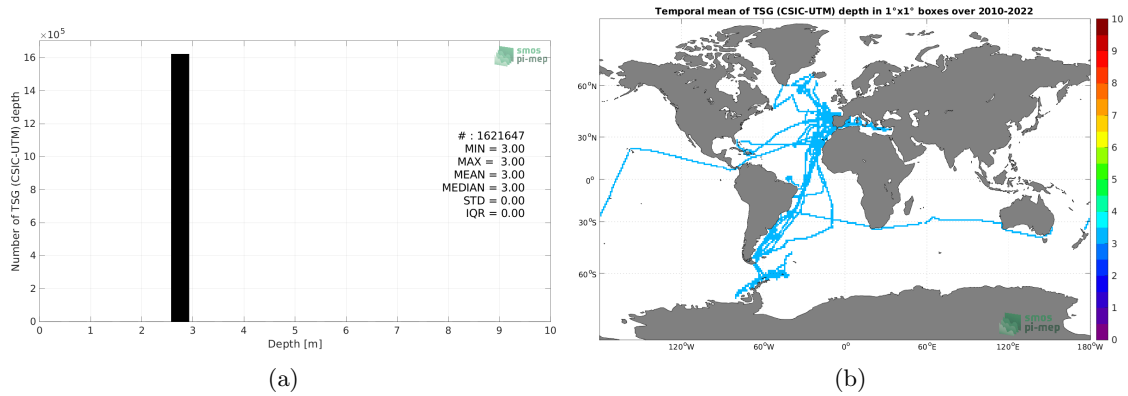 ×10⁵
16
14
12
10
8
6
4
2
0
Number of TSG (CSIC-UTM) depth
smos
pi-mep
# : 1621647
MIN = 3.00
MAX = 3.00
MEAN = 3.00
MEDIAN = 3.00
STD = 0.00
IQR = 0.00
0 1 2 3 4 5 6 7 8 9 10
Depth [m]
(a)
Temporal mean of TSG (CSIC-UTM) depth in 1°x1° boxes over 2010-2022
60°N
30°N
0°
30°S
60°S
120°W 60°W 0° 60°E 120°E 180°W
smos
pi-mep
10
9
8
7
6
5
4
3
2
1
0
(b)